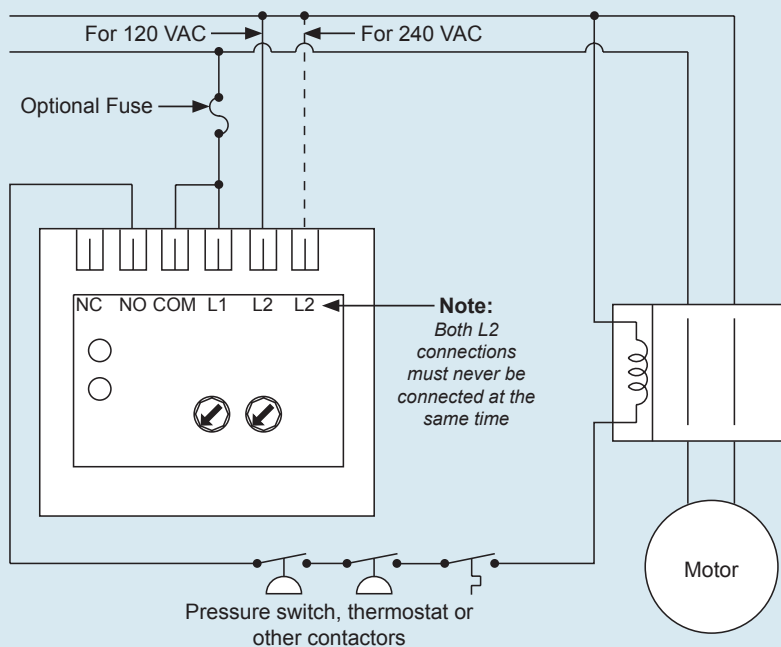 For 120 VAC
For 240 VAC
Optional Fuse
NC NO COM L1 L2 L2
Note:
Both L2
connections
must never be
connected at the
same time
Motor
Pressure switch, thermostat or
other contactors